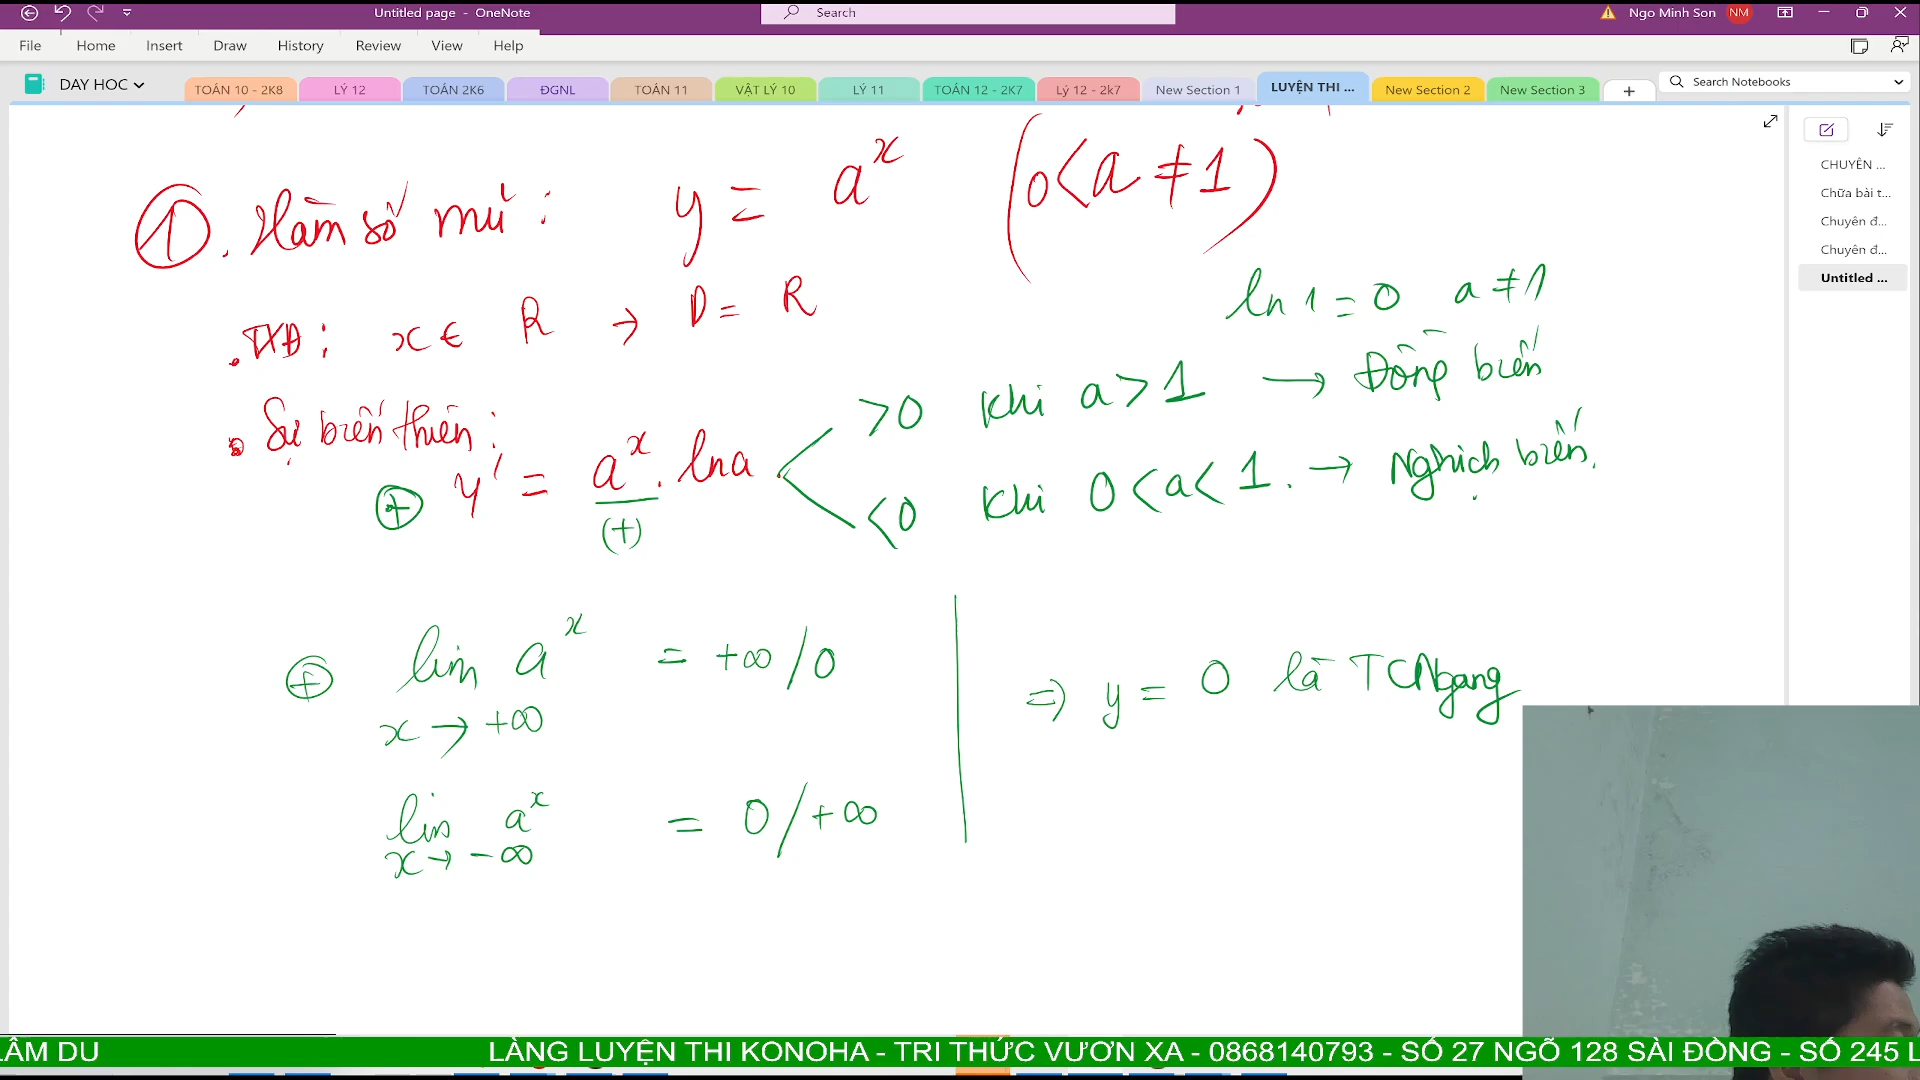 Untitled page - OneNote
Search
Ngo Minh Son
NM
File Home Insert Draw History Review View Help
DAY HOC
TOÁN 10 - 2K8
LÝ 12
TOÁN 2K6
ĐGNL
TOÁN 11
VẬT LÝ 10
LÝ 11
TOÁN 12 - 2K7
Lý 12 - 2k7
New Section 1
LUYỆN THI ...
New Section 2
New Section 3
+
Search Notebooks
CHUYÊN ...
Chữa bài t...
Chuyên đ...
Chuyên đ...
Untitled ...
①. Hàm số mũ: y = a^x (0<a≠1)
ln 1 = 0 a≠1
. TXĐ: x∈ R → D = R
. Sự biến thiên:
⊕ y' = a^x . lna
(+)
>0 khi a>1 → Đồng biến
<0 khi 0<a<1. → Nghịch biến.
⊕ lim a^x = +∞/0
x → +∞
⇒ y = 0 là TCNgang
lim a^x = 0/+∞
x → -∞
LÂM DU
LÀNG LUYỆN THI KONOHA - TRI THỨC VƯƠN XA - 0868140793 - SỐ 27 NGÕ 128 SÀI ĐỒNG - SỐ 245 L